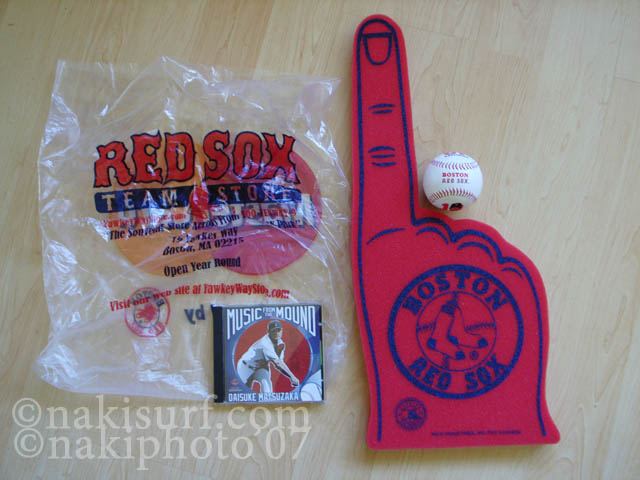 RED SOX
TEAM STORE
The Souvenir Store Across From
19 Yawkey Way
Boston, MA 02215
Open Year Round
Visit our web site at YawkeyWayStore.com
by
MUSIC FROM THE MOUND
DAISUKE MATSUZAKA
BOSTON
RED SOX
BOSTON
RED SOX
©nakisurf.com
©nakiphoto 07